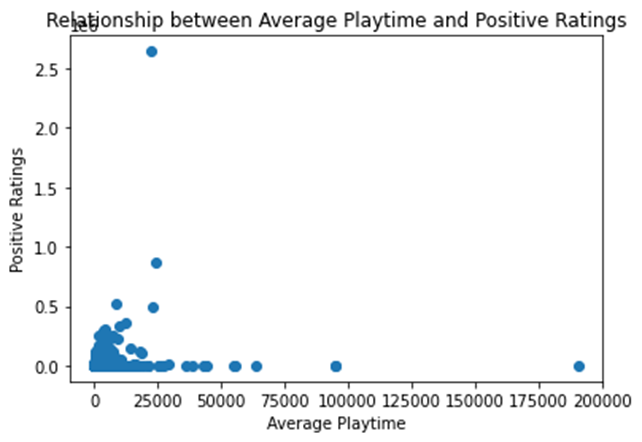 Relationship between Average Playtime and Positive Ratings
1e6
2.5
2.0
1.5
1.0
0.5
0.0
Positive Ratings
0 25000 50000 75000 100000 125000 150000 175000 200000
Average Playtime